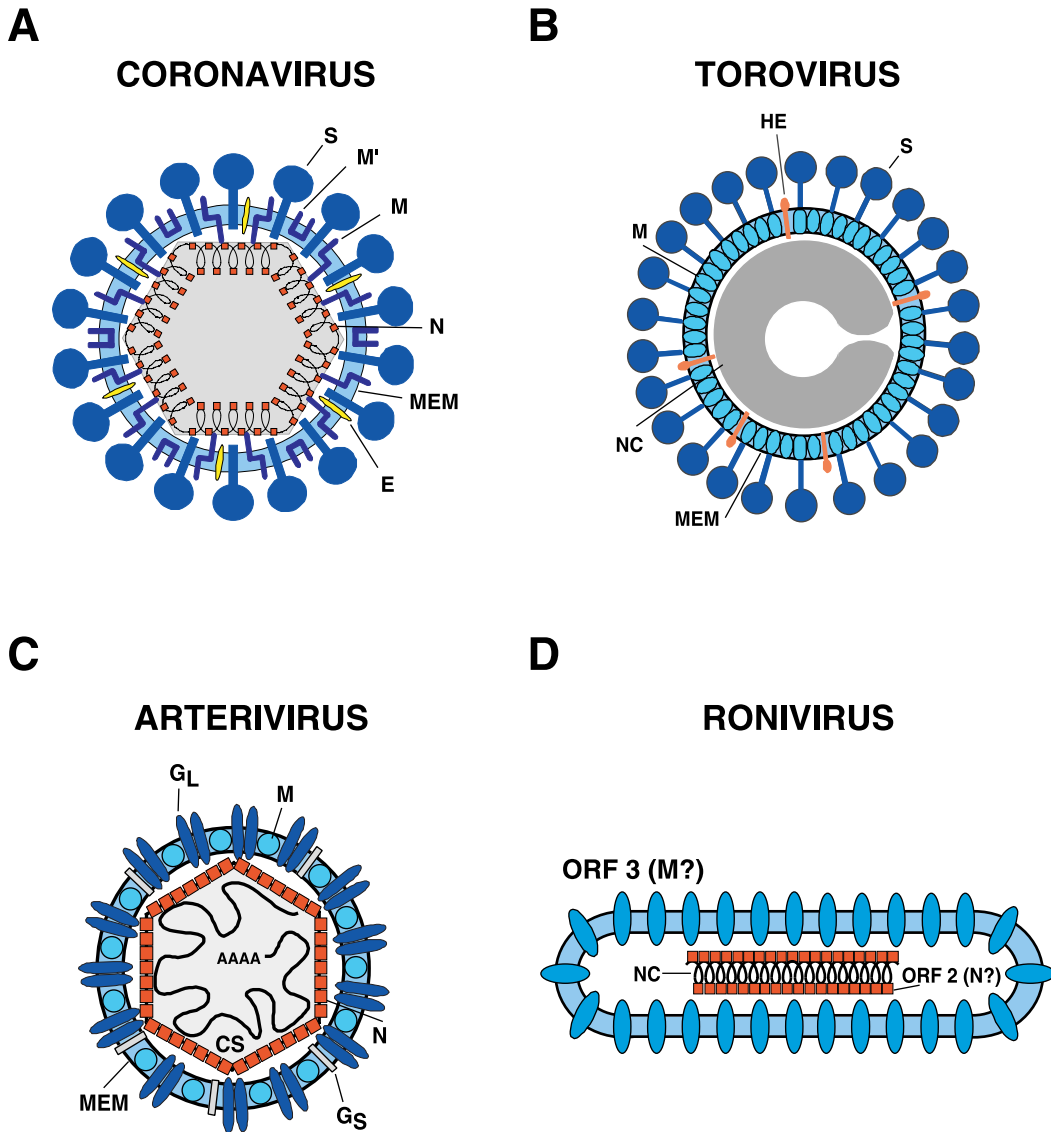 A
CORONAVIRUS
S
M'
M
N
MEM
E
B
TOROVIRUS
HE
S
M
NC
MEM
C
ARTERIVIRUS
GL
M
AAAA
CS
N
MEM
GS
D
RONIVIRUS
ORF 3 (M?)
NC
ORF 2 (N?)